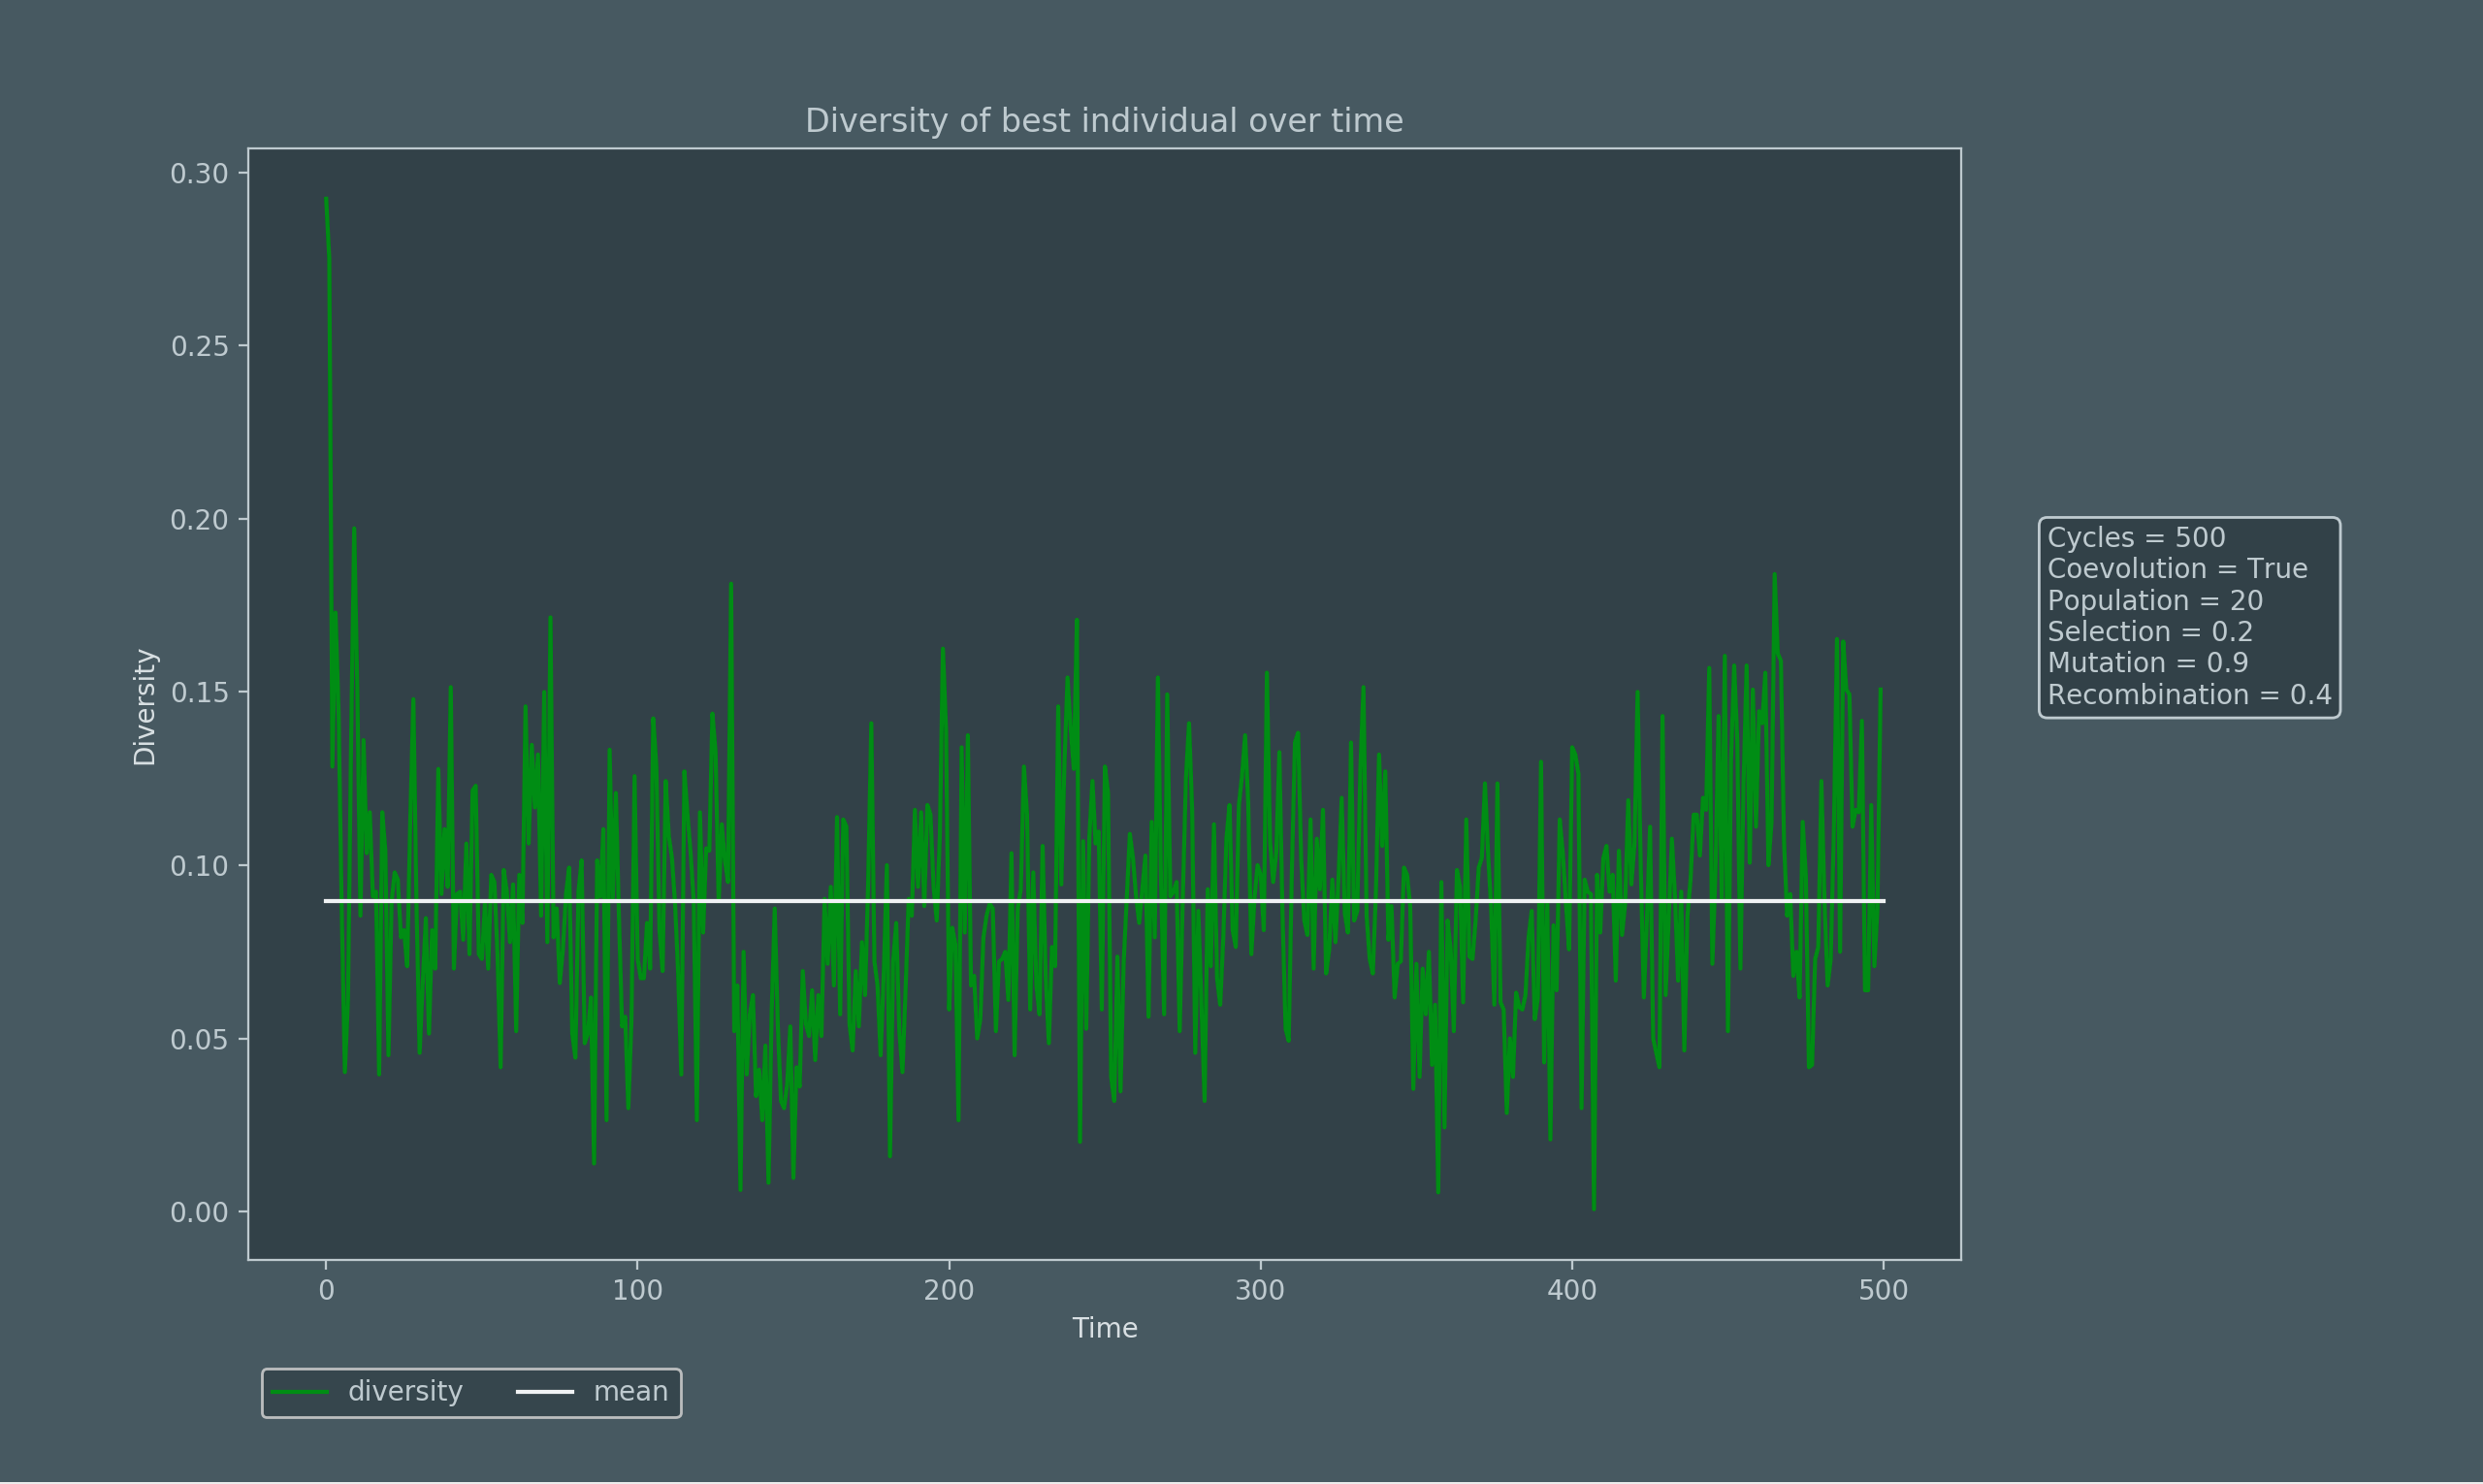 Diversity of best individual over time
0.30
0.25
0.20
0.15
0.10
0.05
0.00
Diversity
0 100 200 300 400 500
Time
diversity mean
Cycles = 500
Coevolution = True
Population = 20
Selection = 0.2
Mutation = 0.9
Recombination = 0.4